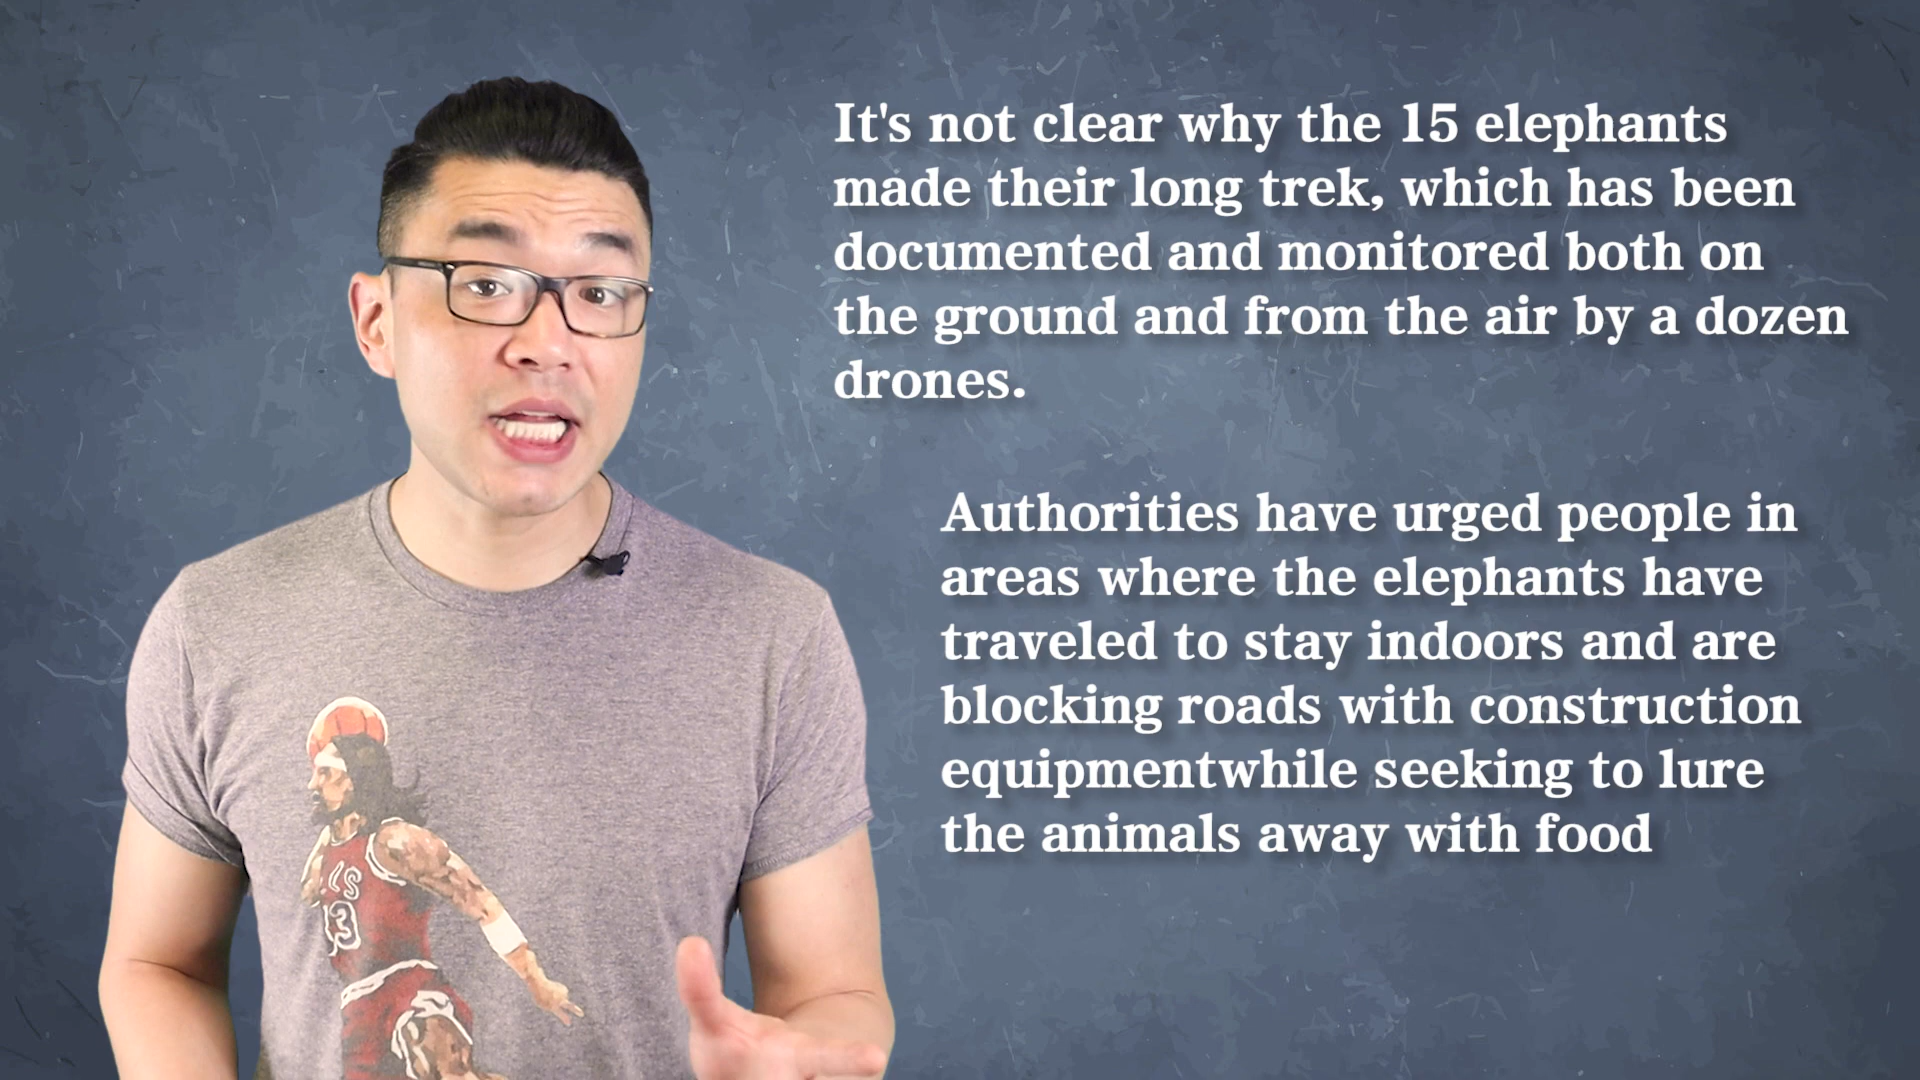 It's not clear why the 15 elephants
made their long trek, which has been
documented and monitored both on
the ground and from the air by a dozen
drones.
Authorities have urged people in
areas where the elephants have
traveled to stay indoors and are
blocking roads with construction
equipmentwhile seeking to lure
the animals away with food